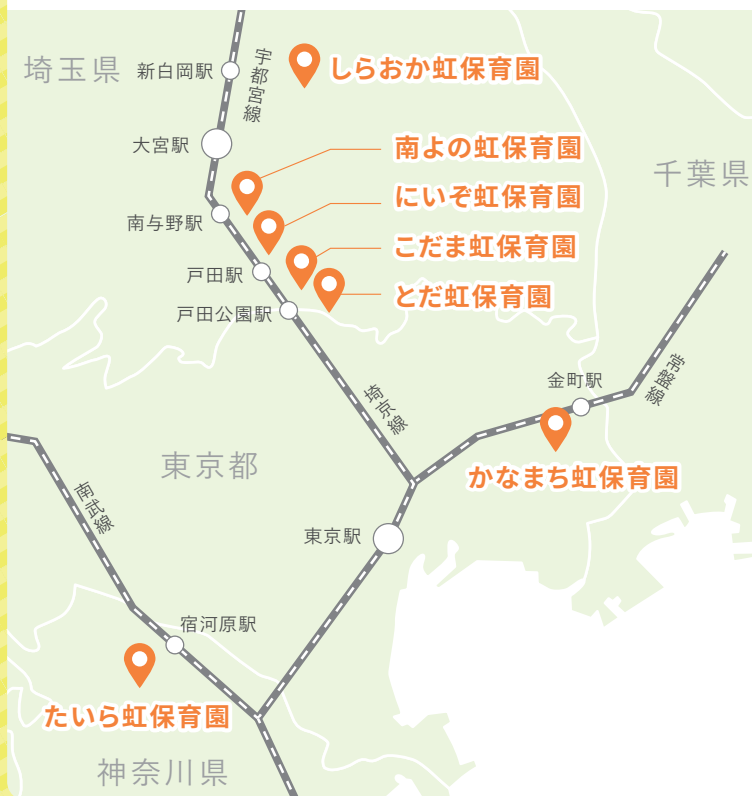 埼玉県
新白岡駅
宇都宮線
しらおか虹保育園
大宮駅
南よの虹保育園
千葉県
にいぞ虹保育園
南与野駅
こだま虹保育園
戸田駅
とだ虹保育園
戸田公園駅
金町駅
常盤線
埼京線
東京都
かなまち虹保育園
南武線
東京駅
宿河原駅
たいら虹保育園
神奈川県